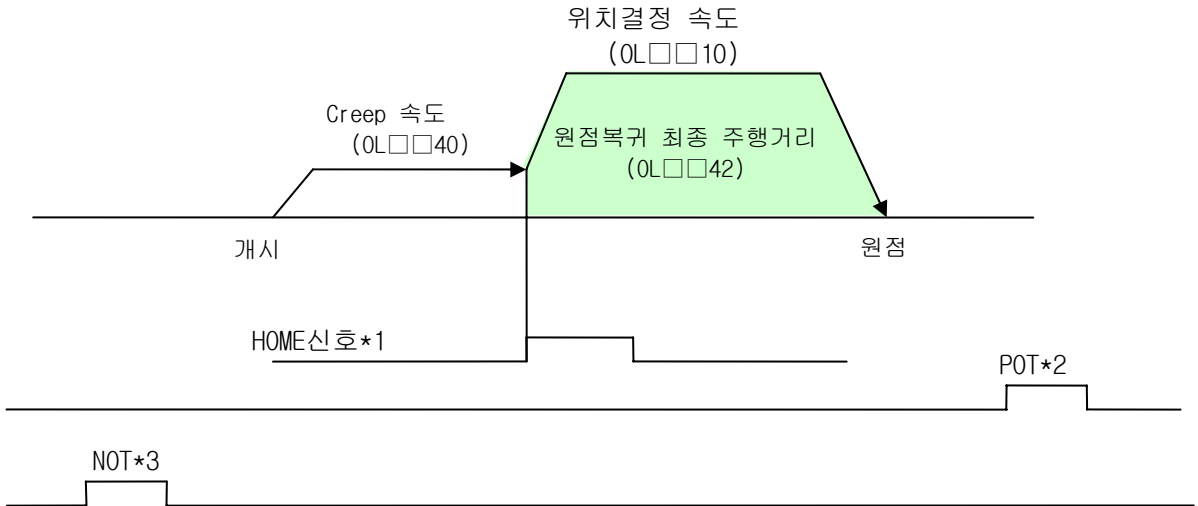 위치결정 속도
(OL□□10)
Creep 속도
(OL□□40)
원점복귀 최종 주행거리
(OL□□42)
개시
원점
HOME신호*1
POT*2
NOT*3